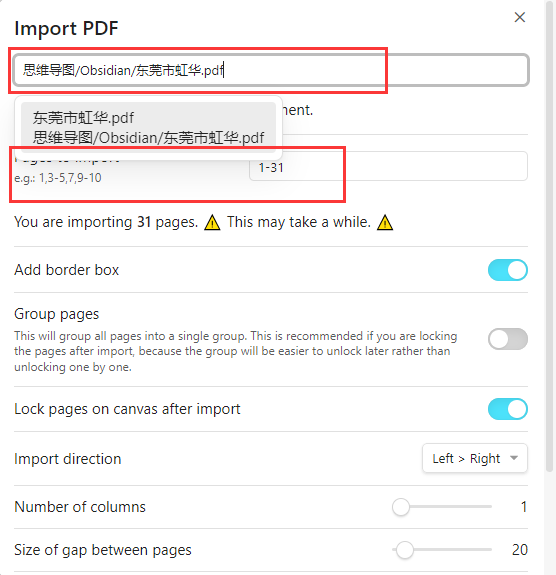 Import PDF
思维导图/Obsidian/东莞市虹华.pdf
东莞市虹华.pdf
思维导图/Obsidian/东莞市虹华.pdf
Pages to import
e.g.: 1,3-5,7,9-10
1-31
You are importing 31 pages. ⚠ This may take a while. ⚠
Add border box
Group pages
This will group all pages into a single group. This is recommended if you are locking
the pages after import, because the group will be easier to unlock later rather than
unlocking one by one.
Lock pages on canvas after import
Import direction
Left > Right
Number of columns
1
Size of gap between pages
20